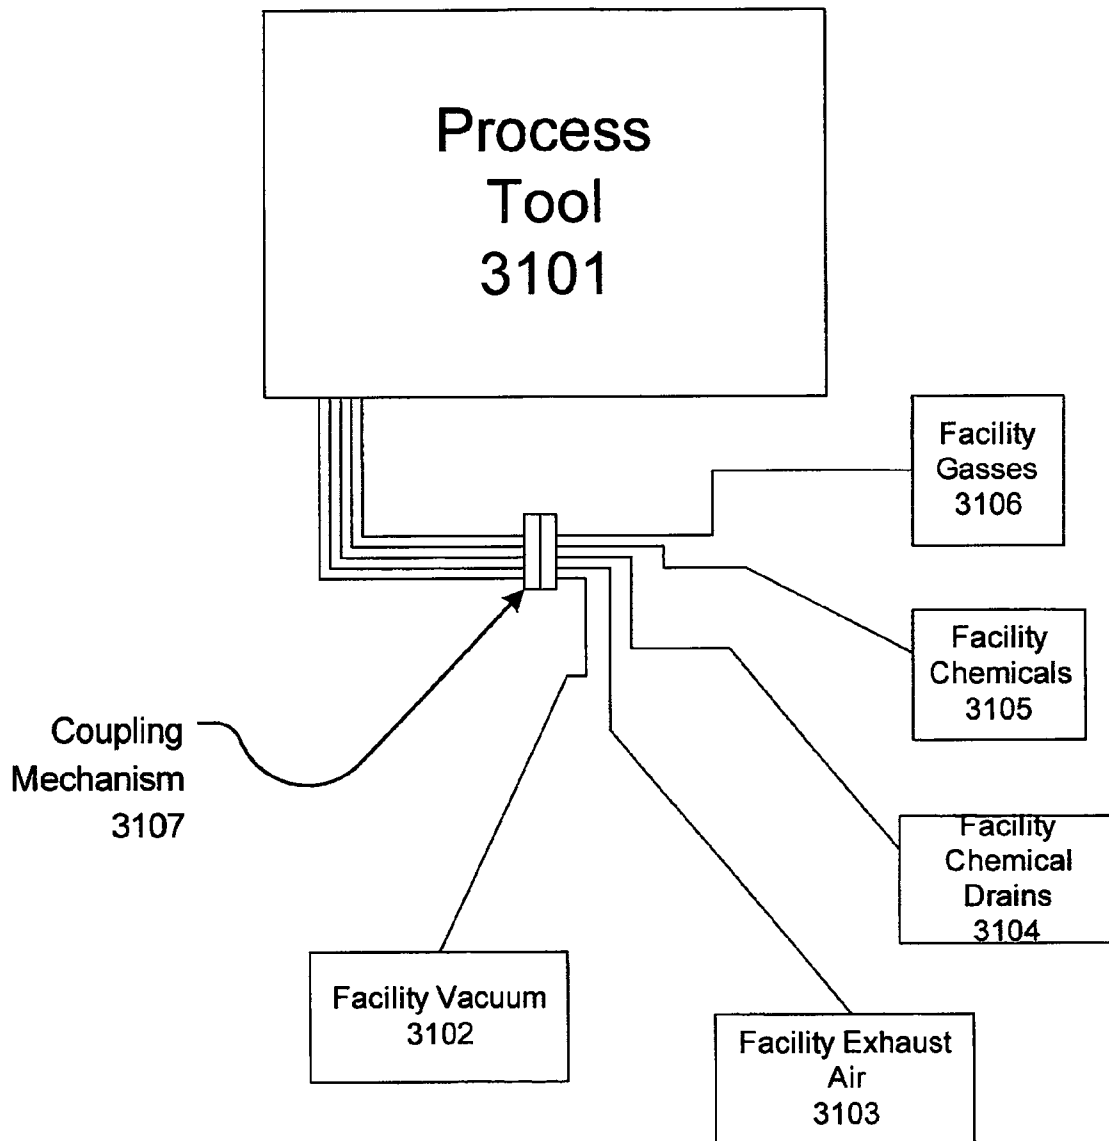 Process
Tool
3101
Facility
Gasses
3106
Facility
Chemicals
3105
Coupling
Mechanism
3107
Facility
Chemical
Drains
3104
Facility Vacuum
3102
Facility Exhaust
Air
3103